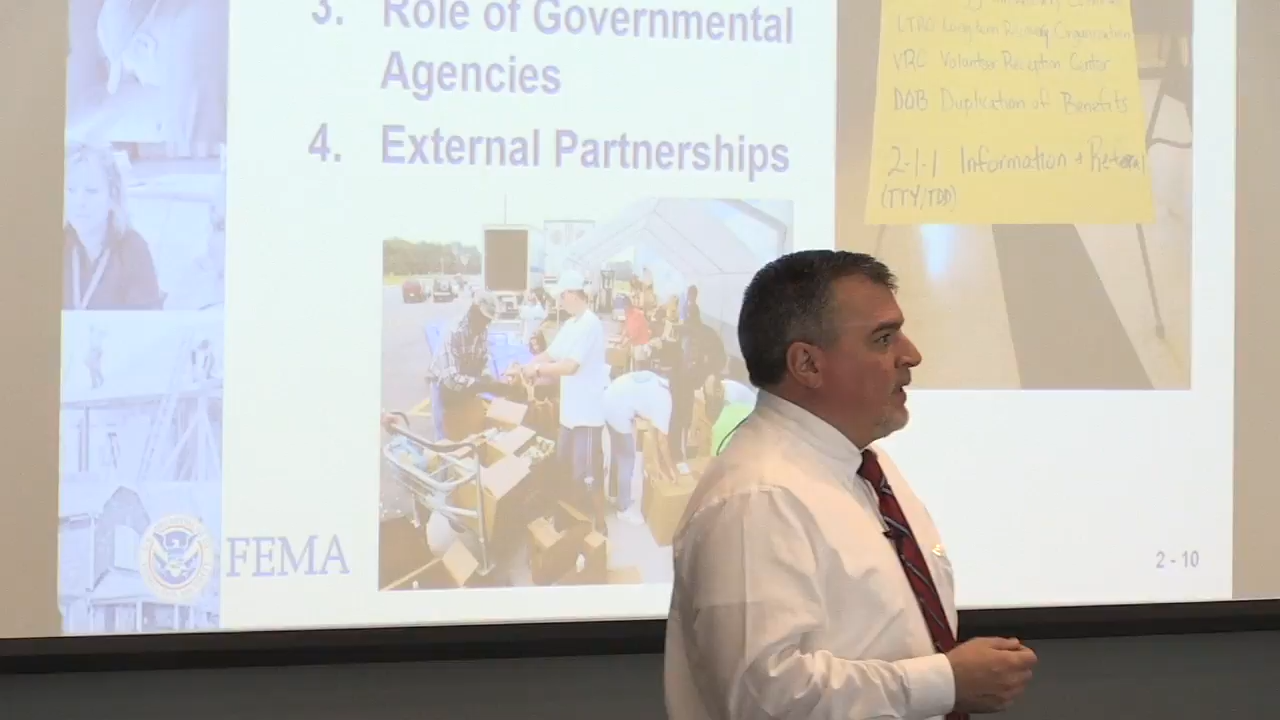 3. Role of Governmental
Agencies
4. External Partnerships
LTRO Long Term Recovery Organization
VRC Volunteer Reception Center
DOB Duplication of Benefits
2-1-1 Information + Referral
(TTY/TDD)
FEMA
2 - 10